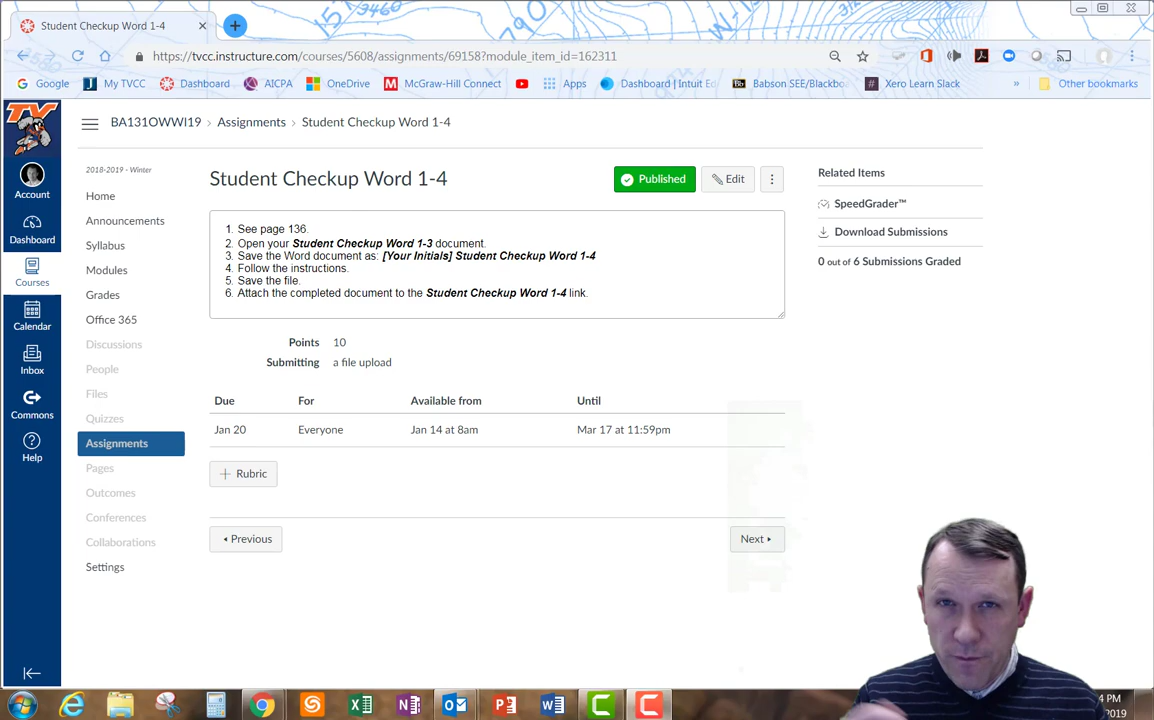 Student Checkup Word 1-4
https://tvcc.instructure.com/courses/5608/assignments/69158?module_item_id=162311
Google
My TVCC
Dashboard
AICPA
OneDrive
McGraw-Hill Connect
Apps
Dashboard | Intuit Ed
Babson SEE/Blackbo
Xero Learn Slack
»
Other bookmarks
BA131OWWI19 › Assignments › Student Checkup Word 1-4
Account
Dashboard
Courses
Calendar
Inbox
Commons
Help
2018-2019 - Winter
Home
Announcements
Syllabus
Modules
Grades
Office 365
Discussions
People
Files
Quizzes
Assignments
Pages
Outcomes
Conferences
Collaborations
Settings
Student Checkup Word 1-4
Published
Edit
1. See page 136.
2. Open your Student Checkup Word 1-3 document.
3. Save the Word document as: [Your Initials] Student Checkup Word 1-4
4. Follow the instructions.
5. Save the file.
6. Attach the completed document to the Student Checkup Word 1-4 link.
Points 10
Submitting a file upload
Due For Available from Until
Jan 20 Everyone Jan 14 at 8am Mar 17 at 11:59pm
+ Rubric
Previous
Next
Related Items
SpeedGrader™
Download Submissions
0 out of 6 Submissions Graded
4 PM
2019